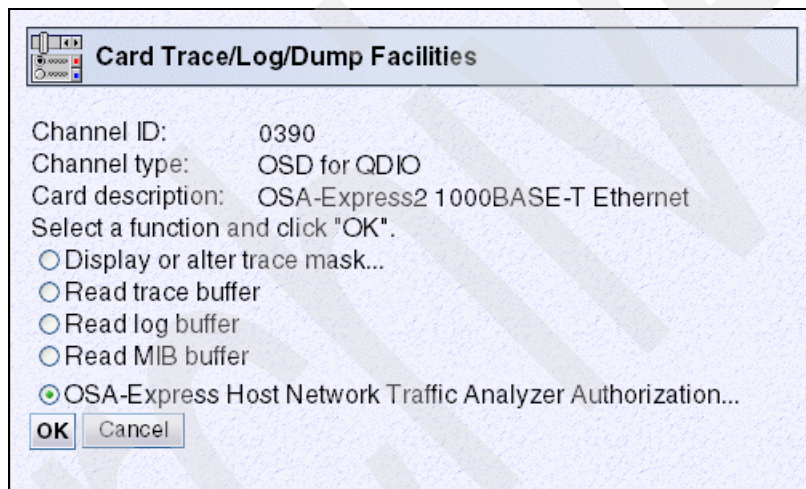 Card Trace/Log/Dump Facilities
Channel ID: 0390
Channel type: OSD for QDIO
Card description: OSA-Express2 1000BASE-T Ethernet
Select a function and click "OK".
Display or alter trace mask...
Read trace buffer
Read log buffer
Read MIB buffer
OSA-Express Host Network Traffic Analyzer Authorization...
OK Cancel